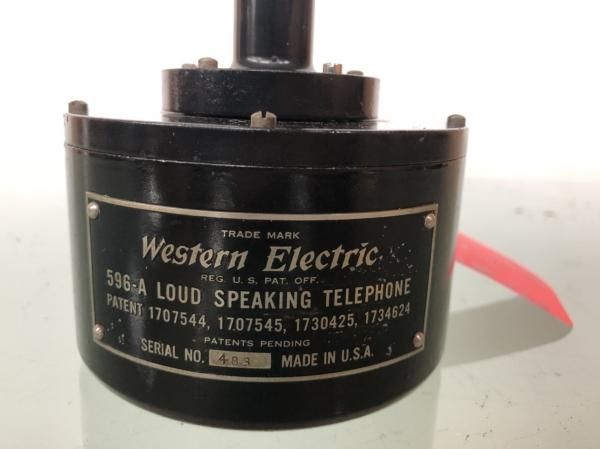 TRADE MARK
Western Electric
REG. U.S. PAT. OFF.
596-A LOUD SPEAKING TELEPHONE
PATENT 1707544, 1707545, 1730425, 1734624
PATENTS PENDING
SERIAL NO. 483 MADE IN U.S.A.